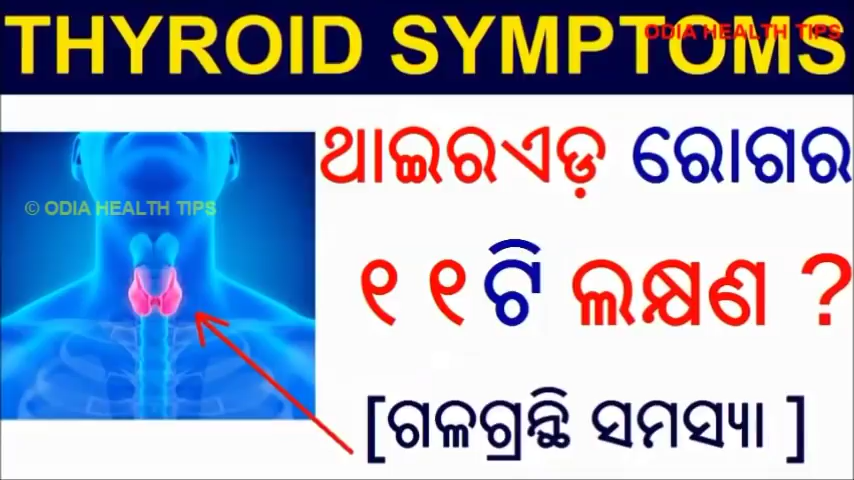 THYROID SYMPTOMS
ODIA HEALTH TIPS
ଥାଇରଏଡ଼ ରୋଗର
© ODIA HEALTH TIPS
୧୧ଟି ଲକ୍ଷଣ ?
[ଗଳଗ୍ରନ୍ଥି ସମସ୍ୟା ]